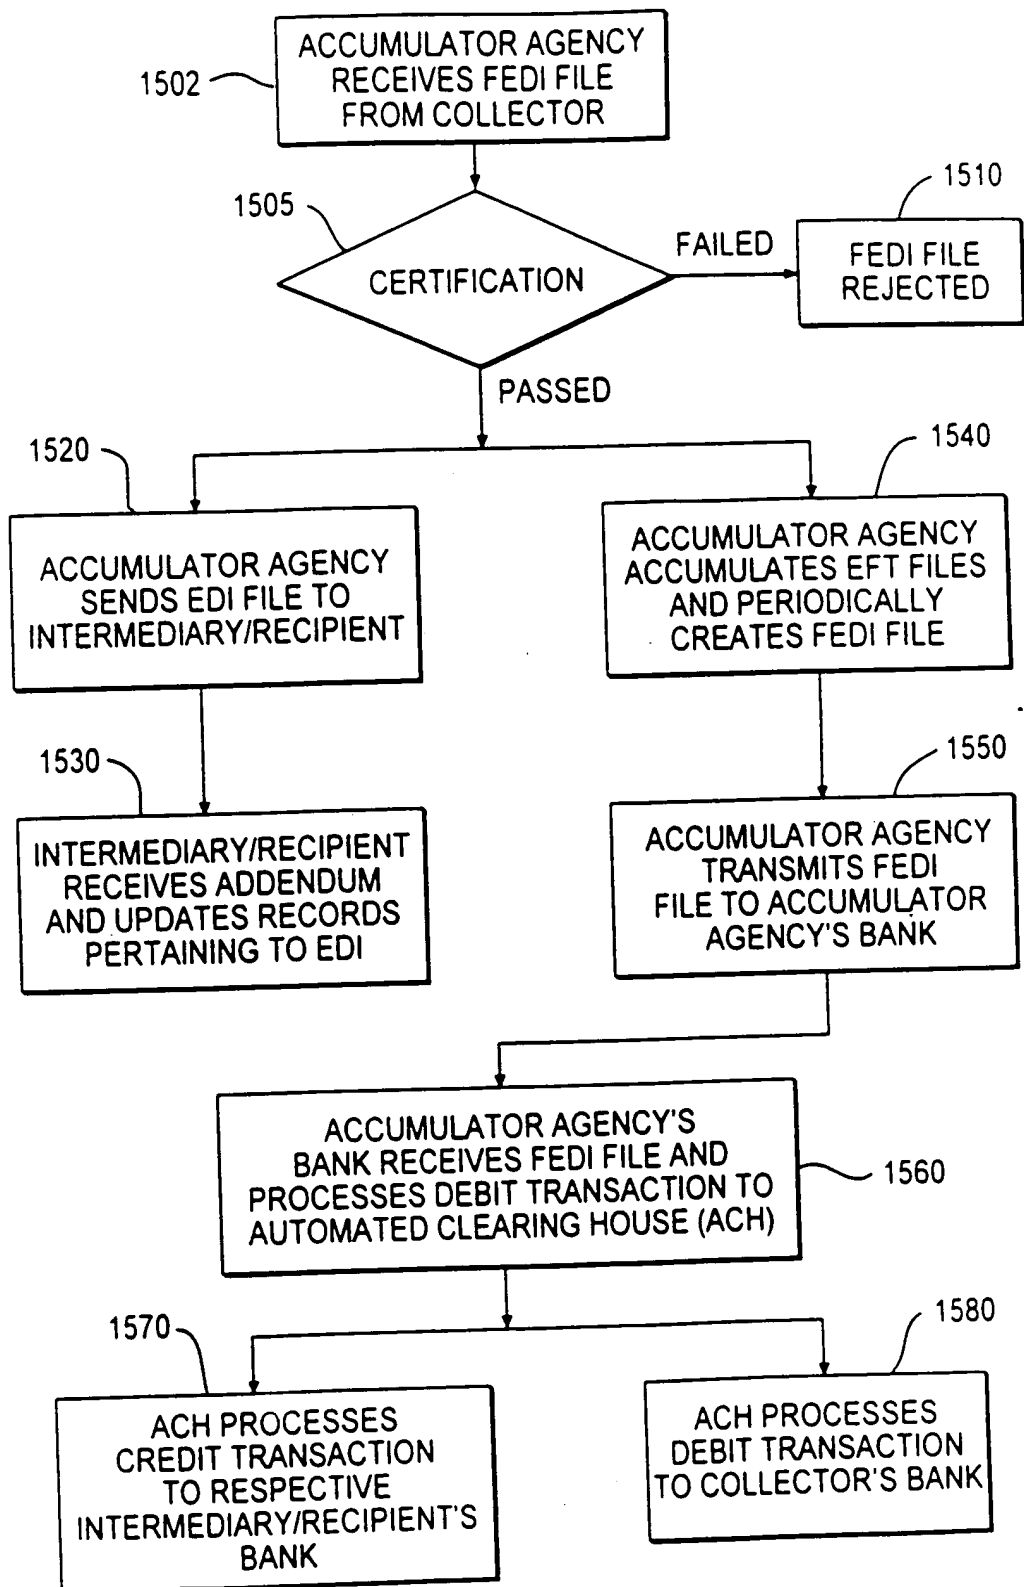 ACCUMULATOR AGENCY
RECEIVES FEDI FILE
FROM COLLECTOR
1502
1505
CERTIFICATION
FAILED
1510
FEDI FILE
REJECTED
PASSED
1520
ACCUMULATOR AGENCY
SENDS EDI FILE TO
INTERMEDIARY/RECIPIENT
1540
ACCUMULATOR AGENCY
ACCUMULATES EFT FILES
AND PERIODICALLY
CREATES FEDI FILE
1530
INTERMEDIARY/RECIPIENT
RECEIVES ADDENDUM
AND UPDATES RECORDS
PERTAINING TO EDI
1550
ACCUMULATOR AGENCY
TRANSMITS FEDI
FILE TO ACCUMULATOR
AGENCY'S BANK
ACCUMULATOR AGENCY'S
BANK RECEIVES FEDI FILE AND
PROCESSES DEBIT TRANSACTION TO
AUTOMATED CLEARING HOUSE (ACH)
1560
1570
ACH PROCESSES
CREDIT TRANSACTION
TO RESPECTIVE
INTERMEDIARY/RECIPIENT'S
BANK
1580
ACH PROCESSES
DEBIT TRANSACTION
TO COLLECTOR'S BANK